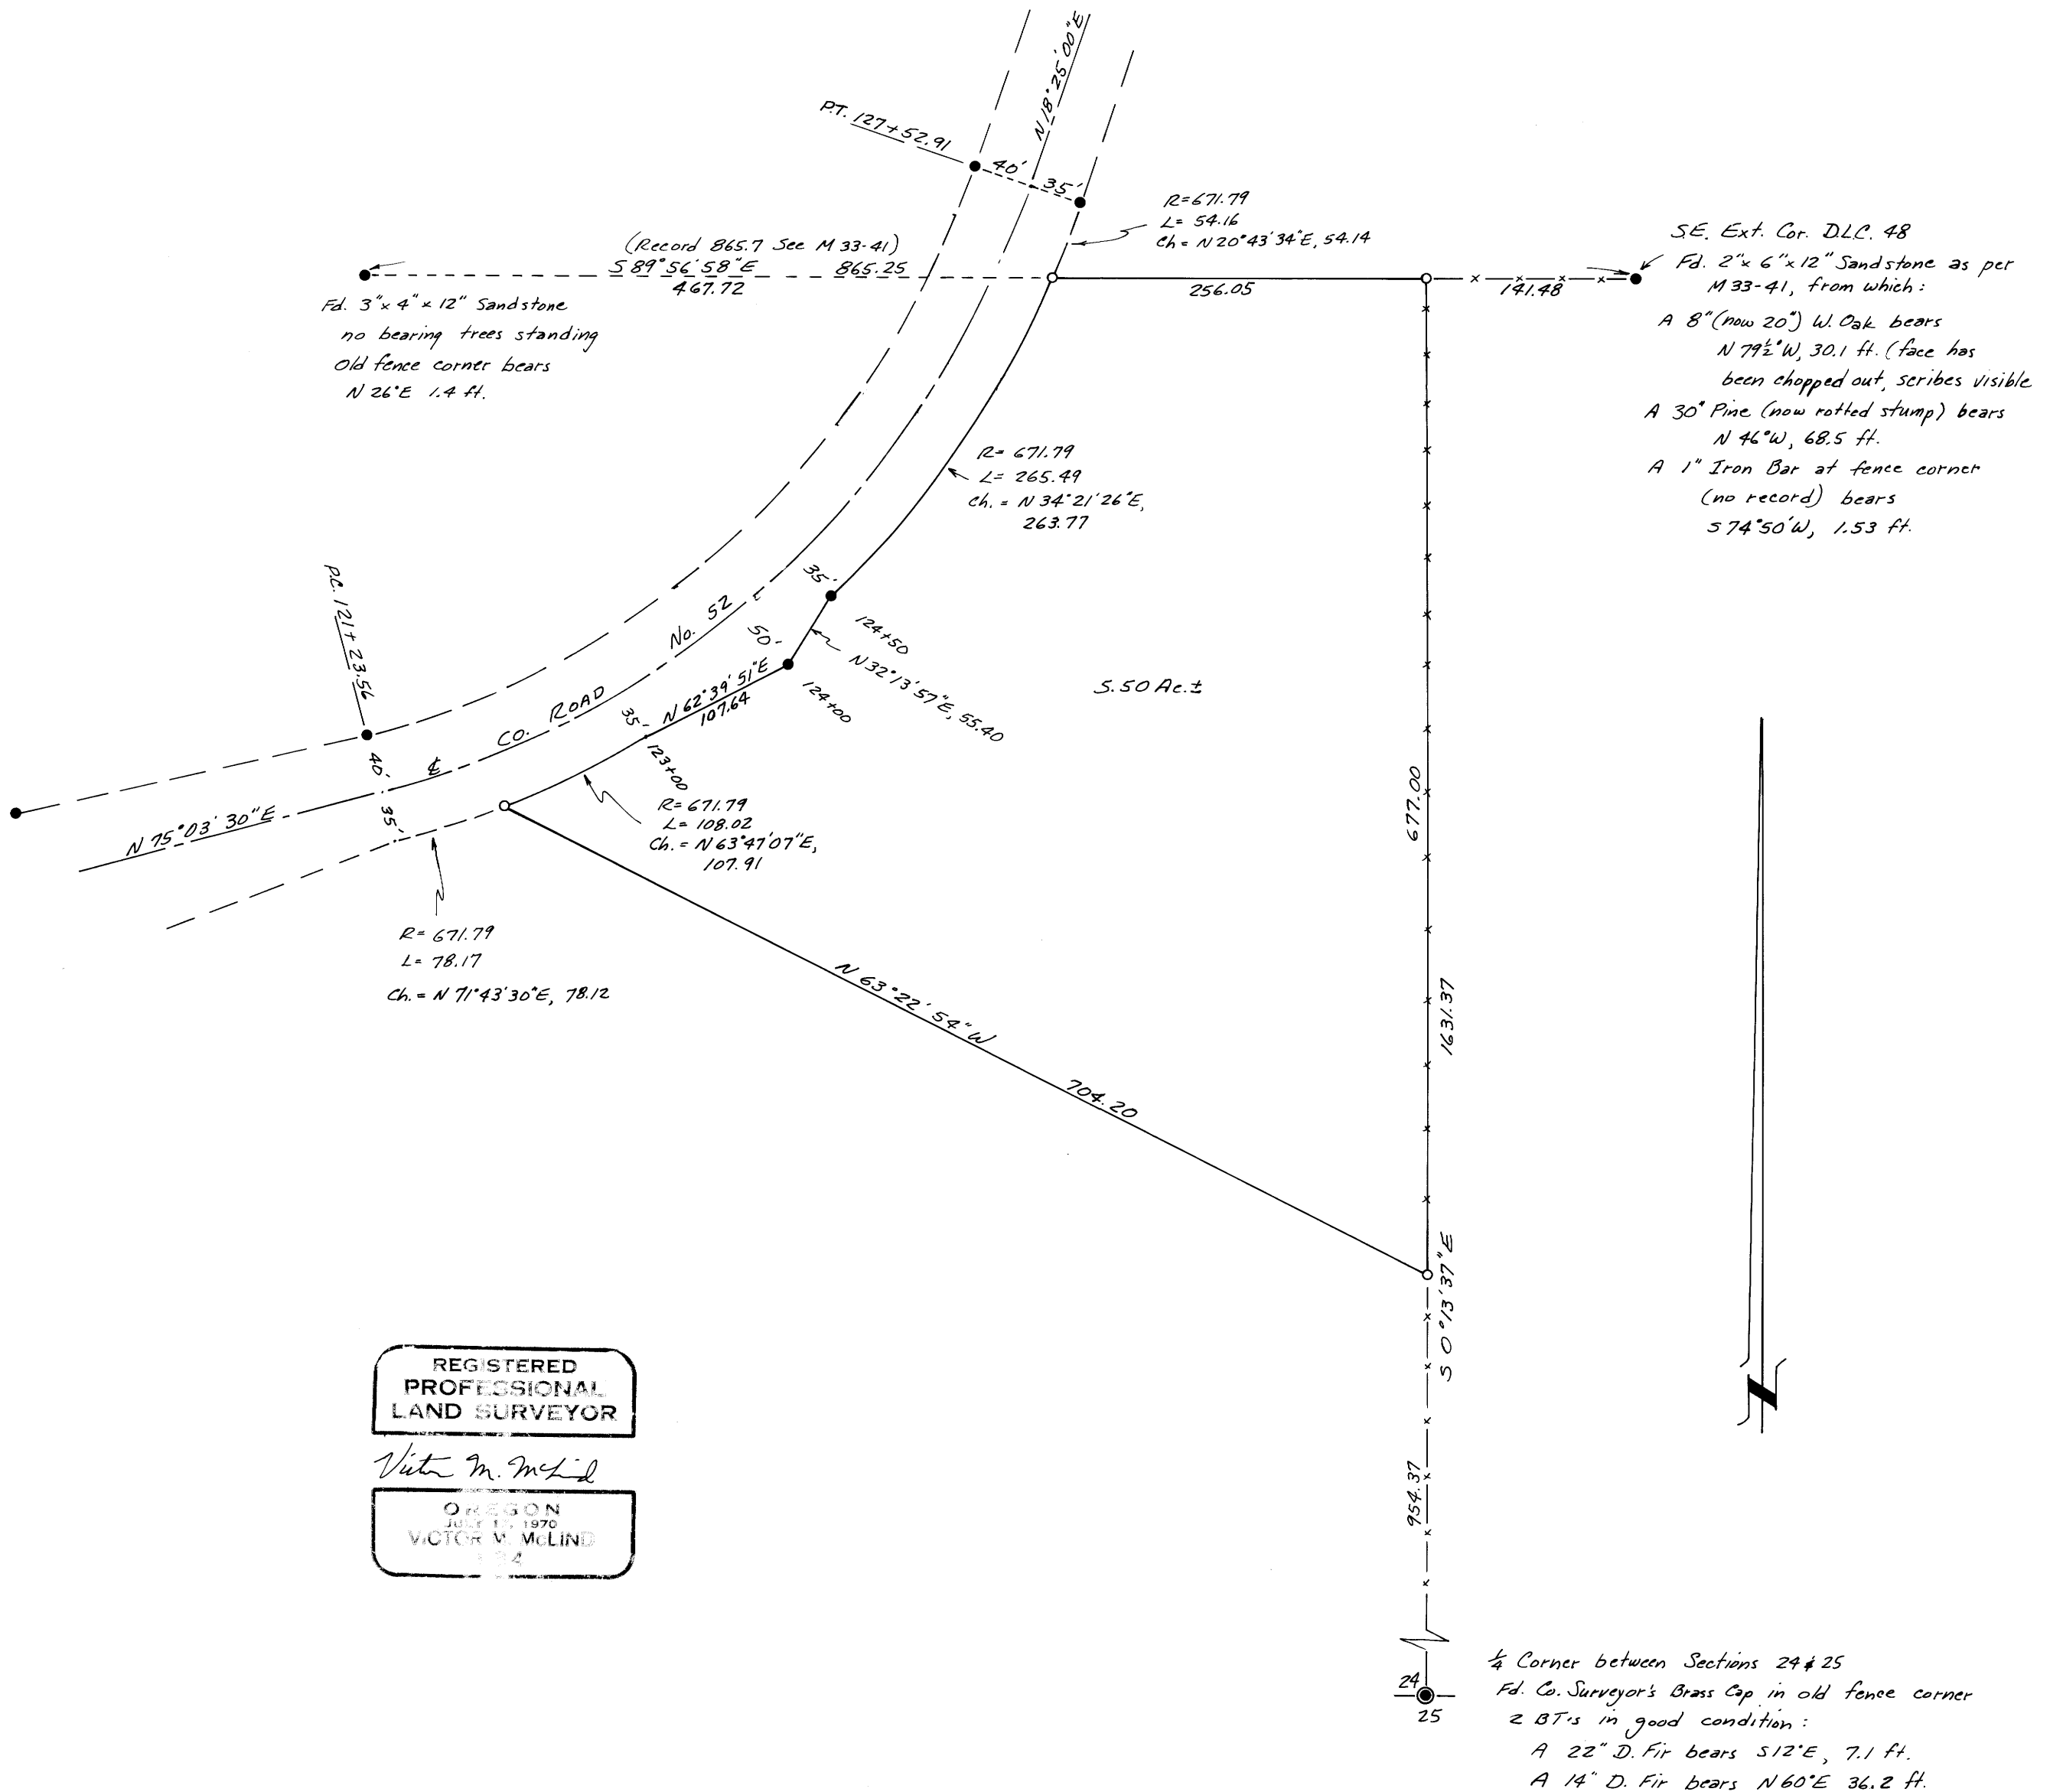 N 18° 25' 00" E
P.T. 127+52.91
40'
35'
R=671.79
L= 54.16
Ch = N 20° 43' 34" E, 54.14
(Record 865.7 See M 33-41)
S 89° 56' 58" E 865.25
467.72
256.05
141.48
Fd. 3" x 4" x 12" Sandstone
no bearing trees standing
Old fence corner bears
N 26° E 1.4 ft.
S.E. Ext. Cor. D.L.C. 48
Fd. 2" x 6" x 12" Sandstone as per
M 33-41, from which:
A 8" (now 20") W. Oak bears
N 79½° W, 30.1 ft. (face has
been chopped out, scribes visible
A 30" Pine (now rotted stump) bears
N 46° W, 68.5 ft.
A 1" Iron Bar at fence corner
(no record) bears
S 74° 50' W, 1.53 ft.
R= 671.79
L= 265.49
Ch. = N 34° 21' 26" E,
263.77
P.C. 121+23.56
40'
35'
35'
124+50
N 32° 13' 57" E, 55.40
50'
124+00
N 62° 39' 51" E
107.64
35'
123+00
℄ CO. ROAD No. 52
N 75° 03' 30" E
5.50 Ac. ±
R= 671.79
L= 108.02
Ch. = N 63° 47' 07" E,
107.91
R= 671.79
L= 78.17
Ch. = N 71° 43' 30" E, 78.12
677.00
N 63° 22' 54" W
704.20
1631.37
S 0° 13' 37" E
954.37
N
REGISTERED
PROFESSIONAL
LAND SURVEYOR
Victor M. McLind
OREGON
JULY 1970
VICTOR M. McLIND
24
25
¼ Corner between Sections 24 & 25
Fd. Co. Surveyor's Brass Cap in old fence corner
2 BT's in good condition:
A 22" D. Fir bears S 12° E, 7.1 ft.
A 14" D. Fir bears N 60° E 36.2 ft.